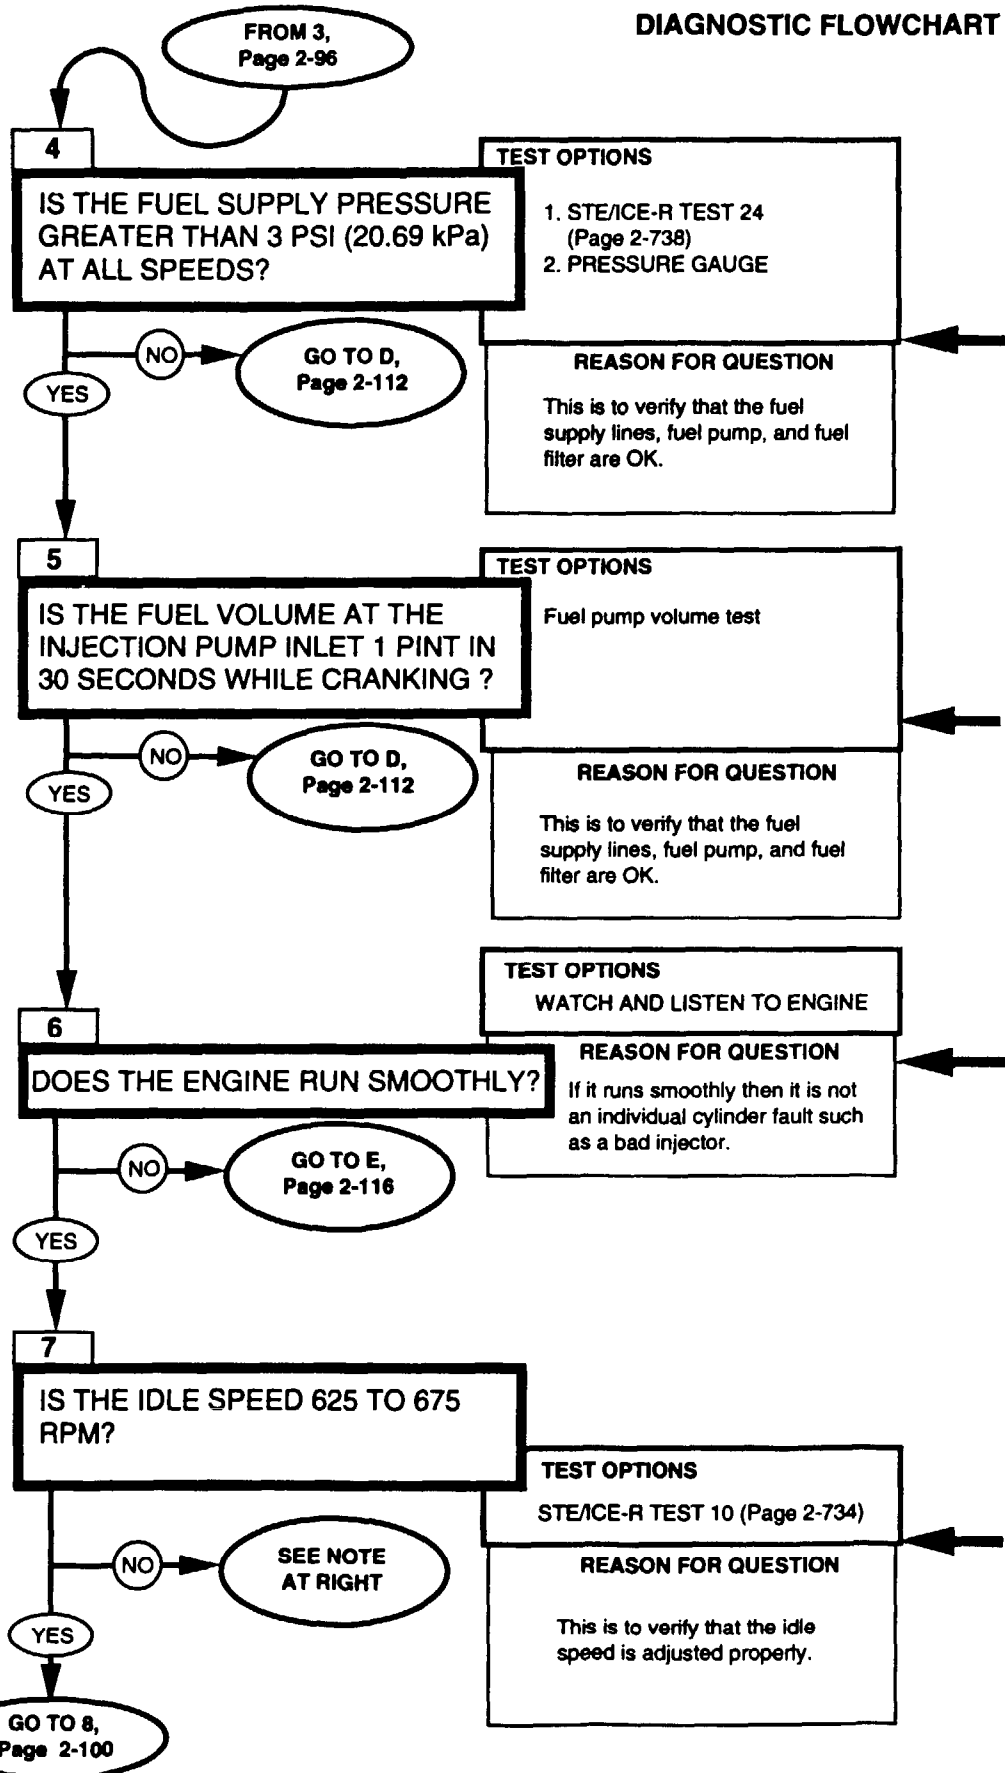 DIAGNOSTIC FLOWCHART
FROM 3,
Page 2-96
4
IS THE FUEL SUPPLY PRESSURE
GREATER THAN 3 PSI (20.69 kPa)
AT ALL SPEEDS?
TEST OPTIONS
1. STE/ICE-R TEST 24
(Page 2-738)
2. PRESSURE GAUGE
NO
GO TO D,
Page 2-112
YES
REASON FOR QUESTION
This is to verify that the fuel
supply lines, fuel pump, and fuel
filter are OK.
5
IS THE FUEL VOLUME AT THE
INJECTION PUMP INLET 1 PINT IN
30 SECONDS WHILE CRANKING ?
TEST OPTIONS
Fuel pump volume test
NO
GO TO D,
Page 2-112
YES
REASON FOR QUESTION
This is to verify that the fuel
supply lines, fuel pump, and fuel
filter are OK.
6
DOES THE ENGINE RUN SMOOTHLY?
TEST OPTIONS
WATCH AND LISTEN TO ENGINE
REASON FOR QUESTION
If it runs smoothly then it is not
an individual cylinder fault such
as a bad injector.
NO
GO TO E,
Page 2-116
YES
7
IS THE IDLE SPEED 625 TO 675
RPM?
TEST OPTIONS
STE/ICE-R TEST 10 (Page 2-734)
NO
SEE NOTE
AT RIGHT
REASON FOR QUESTION
This is to verify that the idle
speed is adjusted properly.
YES
GO TO 8,
Page 2-100